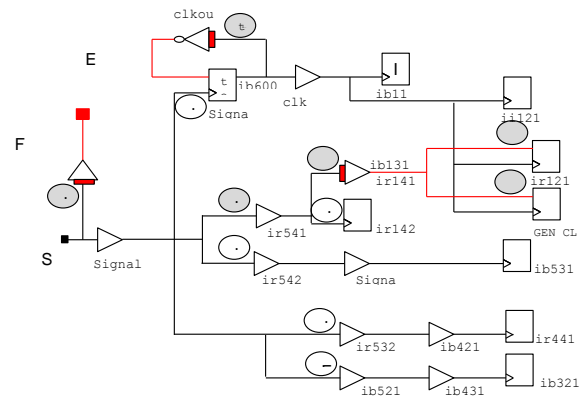 clkou
t
E
t
ib600
Signa
clk
I
ib11
ii121
F
ib131
ir141
ir121
ir541
ir142
GEN CL
S
Signal
ir542
Signa
ib531
ir532
ib421
ir441
ib521
ib431
ib321